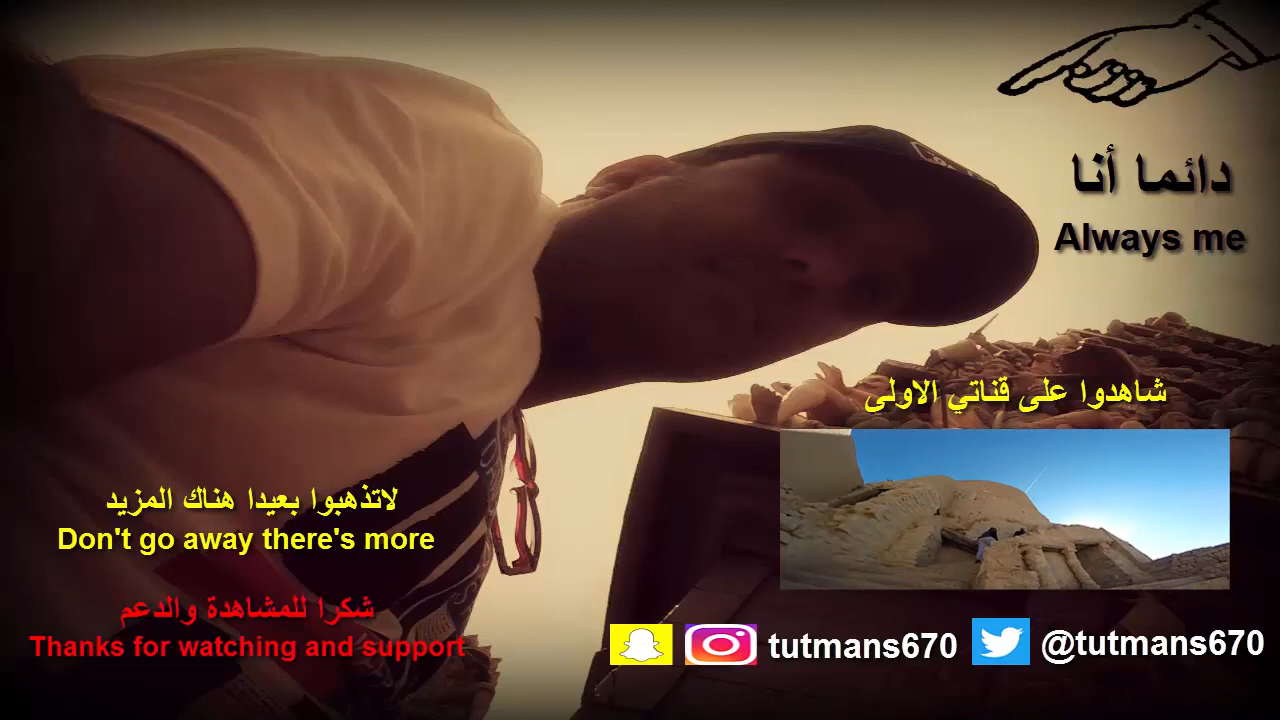 دائما أنا
Always me
شاهدوا على قناتي الاولى
لاتذهبوا بعيدا هناك المزيد
Don't go away there's more
شكرا للمشاهدة والدعم
Thanks for watching and support
tutmans670
@tutmans670